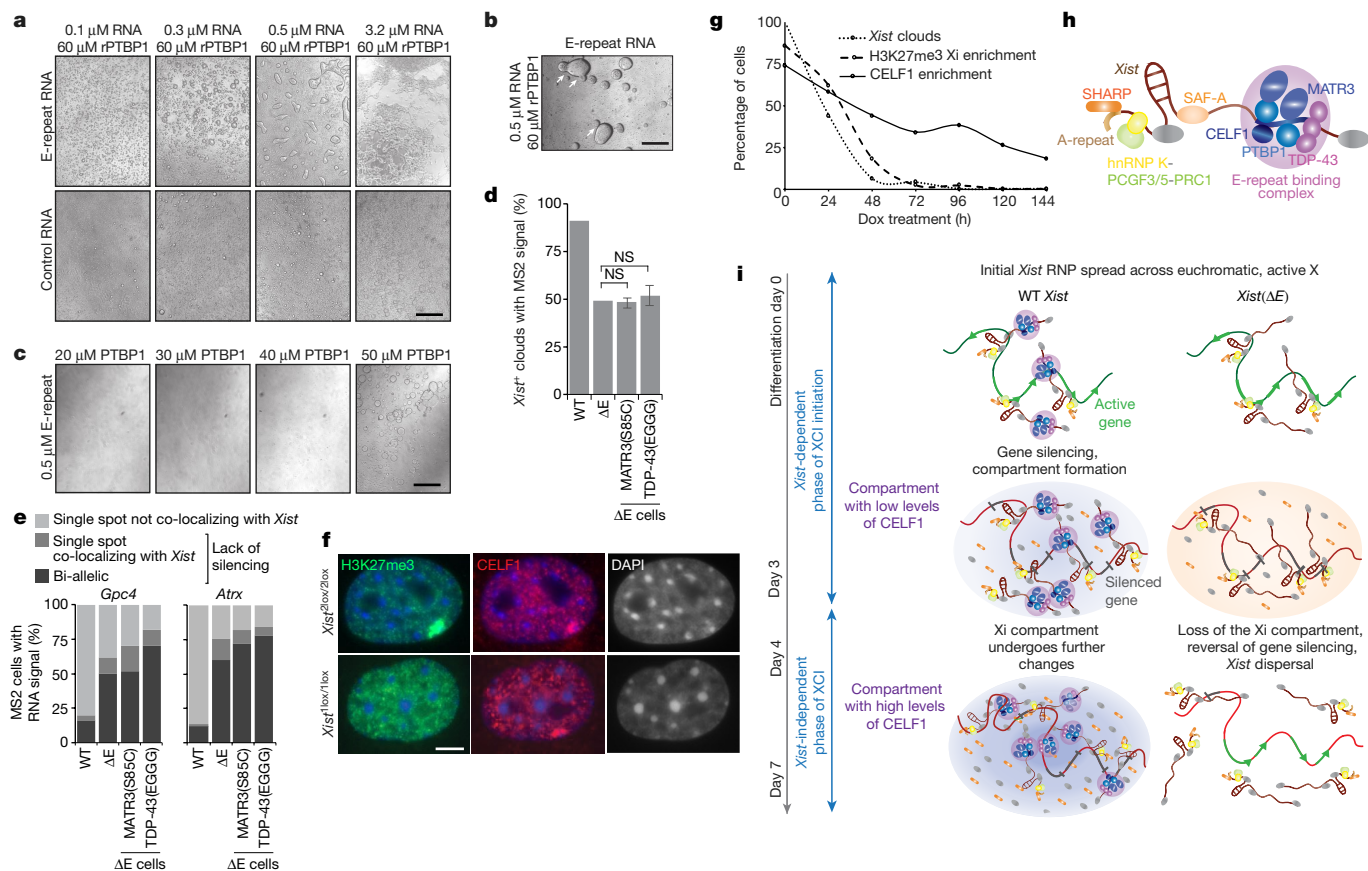 a
0.1 μM RNA
60 μM rPTBP1
0.3 μM RNA
60 μM rPTBP1
0.5 μM RNA
60 μM rPTBP1
3.2 μM RNA
60 μM rPTBP1
E-repeat RNA
Control RNA
b
E-repeat RNA
0.5 μM RNA
60 μM rPTBP1
c
20 μM PTBP1
30 μM PTBP1
40 μM PTBP1
50 μM PTBP1
0.5 μM E-repeat
d
Xist+ clouds with MS2 signal (%)
100
75
50
25
0
NS
NS
WT
ΔE
MATR3(S85C)
TDP-43(EGG)
ΔE cells
e
Single spot not co-localizing with Xist
Single spot
co-localizing with Xist
Bi-allelic
Lack of
silencing
Gpc4
Atrx
MS2 cells with
RNA signal (%)
100
75
50
25
0
WT
ΔE
MATR3(S85C)
TDP-43(EGGG)
ΔE cells
WT
ΔE
MATR3(S85C)
TDP-43(EGG)
ΔE cells
f
H3K27me3
CELF1
DAPI
Xist2lox/2lox
Xist1lox/1lox
g
Percentage of cells
100
75
50
25
0
Xist clouds
H3K27me3 Xi enrichment
CELF1 enrichment
0
24
48
72
96
120
144
Dox treatment (h)
h
Xist
SHARP
SAF-A
MATR3
A-repeat
CELF1
PTBP1
TDP-43
hnRNP K-
PCGF3/5-PRC1
E-repeat binding
complex
i
Initial Xist RNP spread across euchromatic, active X
WT Xist
Xist(ΔE)
Differentiation day 0
Day 3
Day 4
Day 7
Xist-dependent
phase of XCI initiation
Xist-independent
phase of XCI
Active
gene
Gene silencing,
compartment formation
Compartment
with low levels
of CELF1
Silenced
gene
Xi compartment
undergoes further
changes
Loss of the Xi compartment,
reversal of gene silencing,
Xist dispersal
Compartment
with high levels
of CELF1